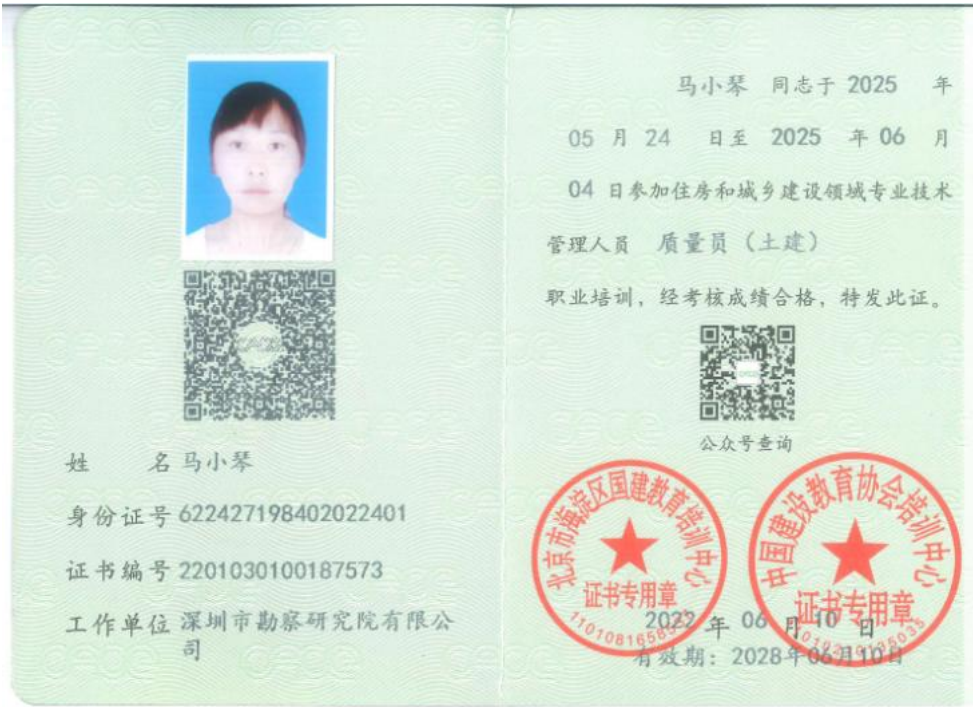 姓 名 马小琴
身份证号 622427198402022401
证书编号 2201030100187573
工作单位 深圳市勘察研究院有限公
司
马小琴 同志于 2025 年
05 月 24 日至 2025 年 06 月
04 日参加住房和城乡建设领域专业技术
管理人员 质量员（土建）
职业培训，经考核成绩合格，特发此证。
公众号查询
北京市海淀区国建教育培训中心
证书专用章
中国建设教育协会培训中心
证书专用章
2022 年 06 月 10 日
有效期：2028年06月10日